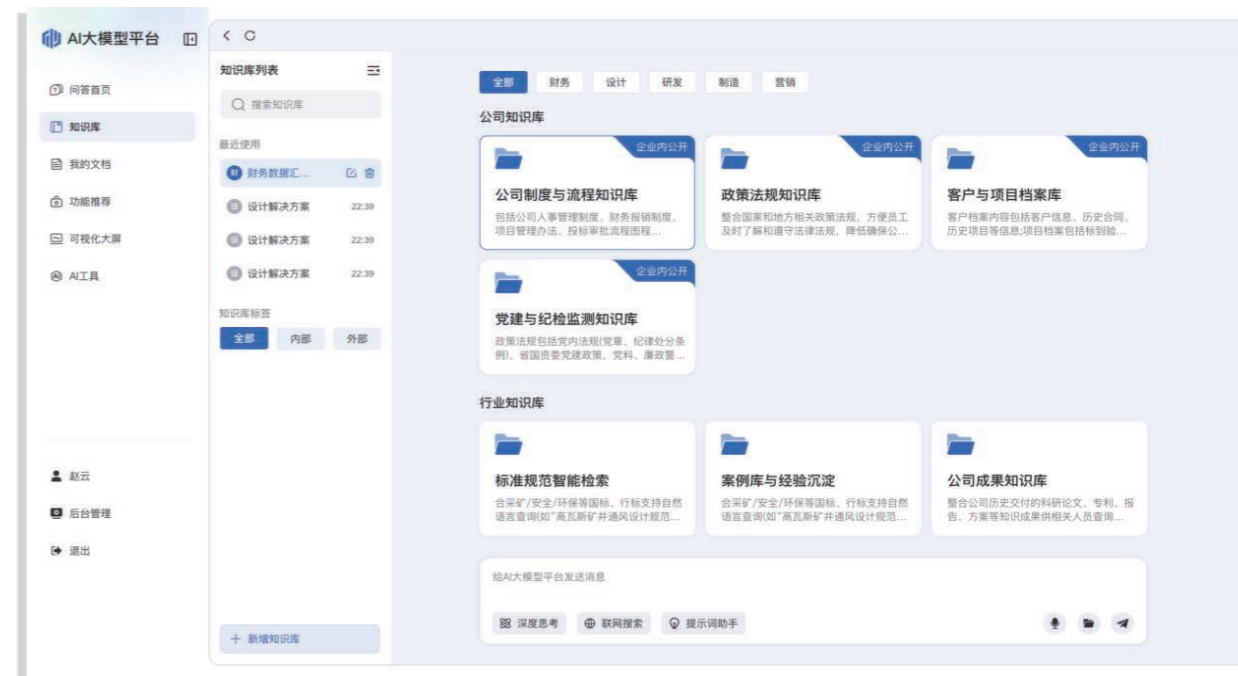 AI大模型平台
问答首页
知识库
我的文档
功能推荐
可视化大屏
AI工具
赵云
后台管理
退出
知识库列表
搜索知识库
最近使用
财务数据汇...
设计解决方案 22:39
设计解决方案 22:39
设计解决方案 22:39
知识库标签
全部 内部 外部
+ 新增知识库
全部 财务 设计 研发 制造 营销
公司知识库
企业内公开
公司制度与流程知识库
包括公司人事管理制度、财务报销制度、
项目管理办法、投标审批流程图程...
企业内公开
政策法规知识库
整合国家和地方相关政策法规，方便员工
及时了解和遵守法律法规，降低确保公...
企业内公开
客户与项目档案库
客户档案内容包括客户信息、历史合同、
历史项目等信息;项目档案包括标到验...
企业内公开
党建与纪检监测知识库
政策法规包括党内法规(党章、纪律处分条
例)、省国资委党建政策、党科、廉政警...
行业知识库
标准规范智能检索
合采矿/安全/环保等国标、行标支持自然
语言查询(如"高瓦斯矿井通风设计规范...
案例库与经验沉淀
合采矿/安全/环保等国标、行标支持自然
语言查询(如"高瓦斯矿井通风设计规范...
公司成果知识库
整合公司历史交付的科研论文、专利、报
告、方案等知识成果供相关人员查询...
给AI大模型平台发送消息
深度思考 联网搜索 提示词助手